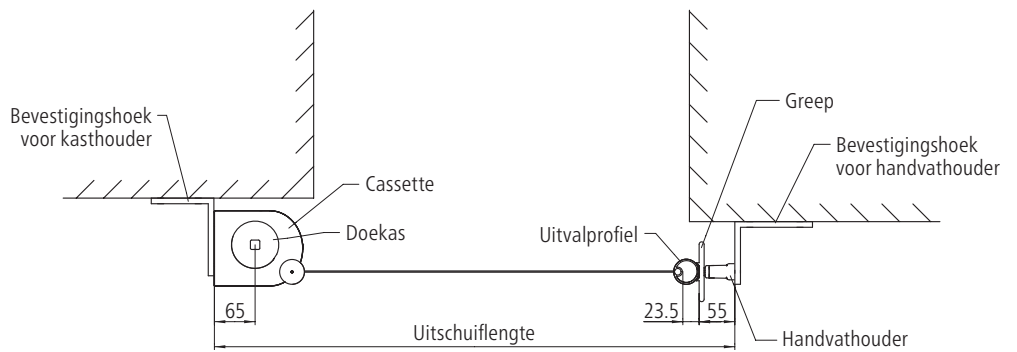 Bevestigingshoek
voor kasthouder
Cassette
Doekas
Greep
Bevestigingshoek
voor handvathouder
Uitvalprofiel
65
23.5
55
Uitschuiflengte
Handvathouder